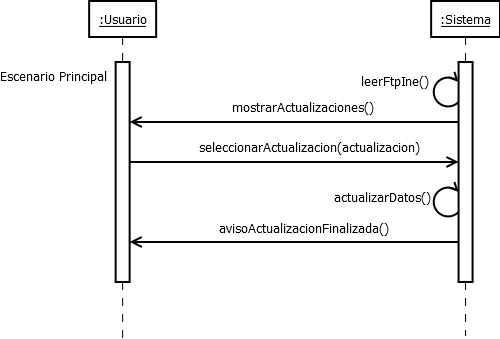 :Usuario
:Sistema
Escenario Principal
leerFtpIne()
mostrarActualizaciones()
seleccionarActualizacion(actualizacion)
actualizarDatos()
avisoActualizacionFinalizada()